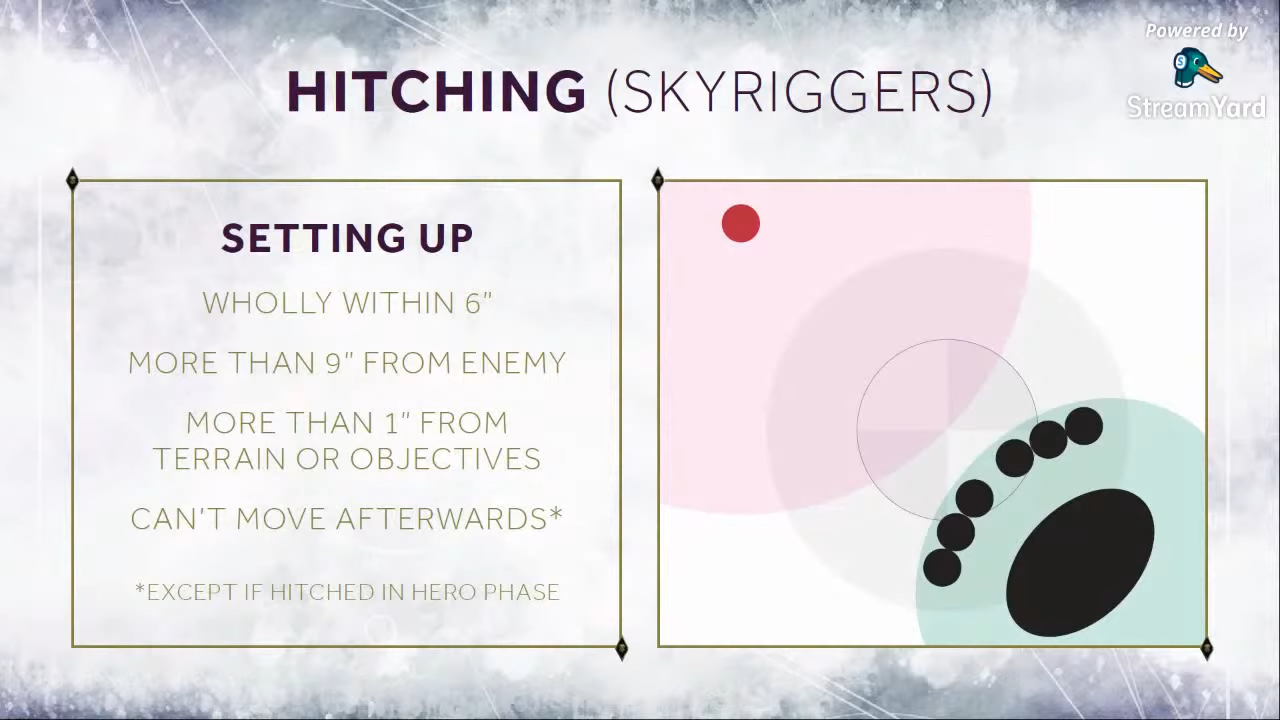 Powered by
StreamYard
HITCHING (SKYRIGGERS)
SETTING UP
WHOLLY WITHIN 6"
MORE THAN 9" FROM ENEMY
MORE THAN 1" FROM
TERRAIN OR OBJECTIVES
CAN'T MOVE AFTERWARDS*
*EXCEPT IF HITCHED IN HERO PHASE